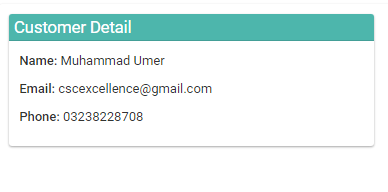 Customer Detail
Name: Muhammad Umer
Email: cscexcellence@gmail.com
Phone: 03238228708